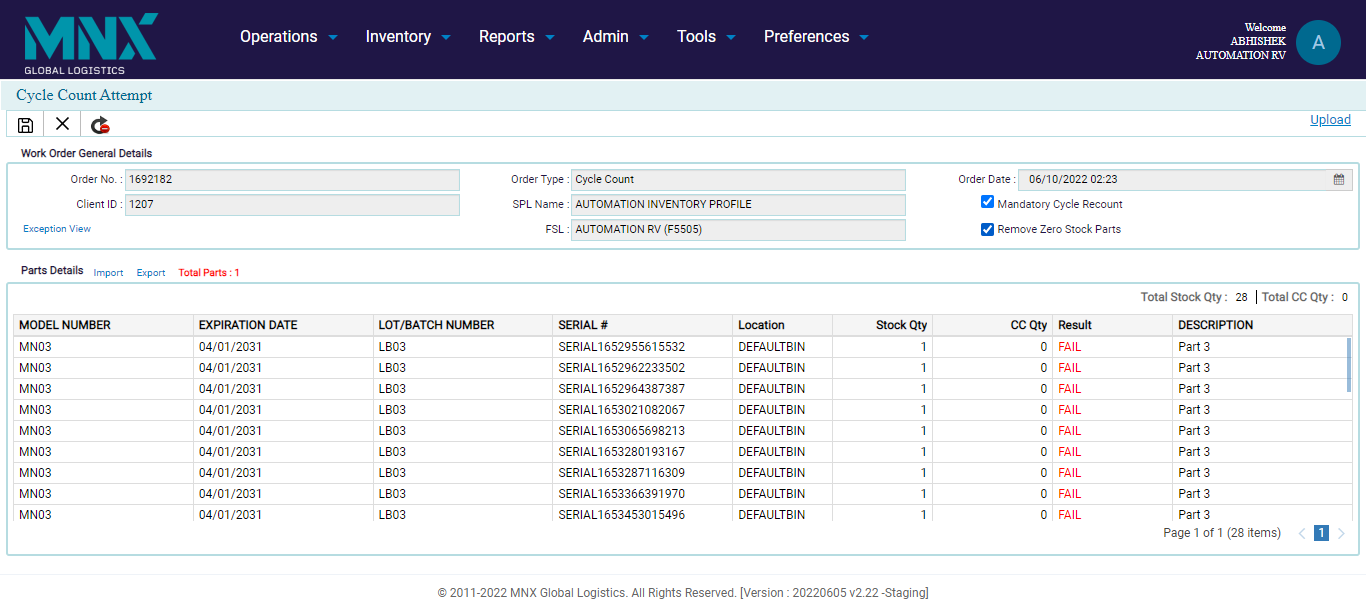 MNX
GLOBAL LOGISTICS
Operations Inventory Reports Admin Tools Preferences
Welcome
ABHISHEK
AUTOMATION RV
A
Cycle Count Attempt
Upload
Work Order General Details
Order No. : 1692182 Order Type : Cycle Count Order Date : 06/10/2022 02:23
Client ID : 1207 SPL Name : AUTOMATION INVENTORY PROFILE Mandatory Cycle Recount
Exception View FSL : AUTOMATION RV (F5505) Remove Zero Stock Parts
Parts Details Import Export Total Parts : 1
Total Stock Qty : 28 | Total CC Qty : 0
MODEL NUMBER EXPIRATION DATE LOT/BATCH NUMBER SERIAL # Location Stock Qty CC Qty Result DESCRIPTION
MN03 04/01/2031 LB03 SERIAL1652955615532 DEFAULTBIN 1 0 FAIL Part 3
MN03 04/01/2031 LB03 SERIAL1652962233502 DEFAULTBIN 1 0 FAIL Part 3
MN03 04/01/2031 LB03 SERIAL1652964387387 DEFAULTBIN 1 0 FAIL Part 3
MN03 04/01/2031 LB03 SERIAL1653021082067 DEFAULTBIN 1 0 FAIL Part 3
MN03 04/01/2031 LB03 SERIAL1653065698213 DEFAULTBIN 1 0 FAIL Part 3
MN03 04/01/2031 LB03 SERIAL1653280193167 DEFAULTBIN 1 0 FAIL Part 3
MN03 04/01/2031 LB03 SERIAL1653287116309 DEFAULTBIN 1 0 FAIL Part 3
MN03 04/01/2031 LB03 SERIAL1653366391970 DEFAULTBIN 1 0 FAIL Part 3
MN03 04/01/2031 LB03 SERIAL1653453015496 DEFAULTBIN 1 0 FAIL Part 3
Page 1 of 1 (28 items) 1
© 2011-2022 MNX Global Logistics. All Rights Reserved. [Version : 20220605 v2.22 -Staging]